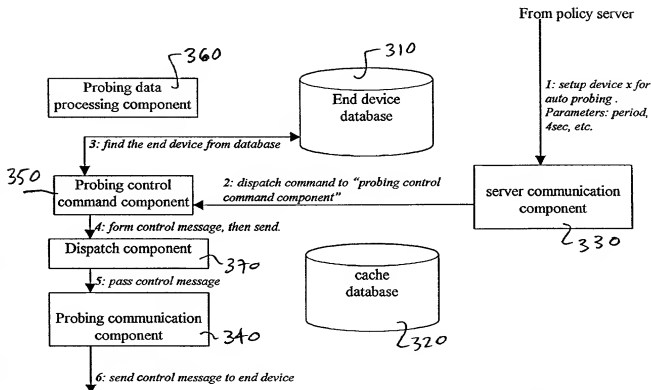 From policy server
360
310
Probing data
processing component
End device
database
1: setup device x for
auto probing .
Parameters: period,
4sec, etc.
3: find the end device from database
350
Probing control
command component
2: dispatch command to "probing control
command component"
server communication
component
330
4: form control message, then send.
Dispatch component
370
cache
database
320
5: pass control message
Probing communication
component
340
6: send control message to end device